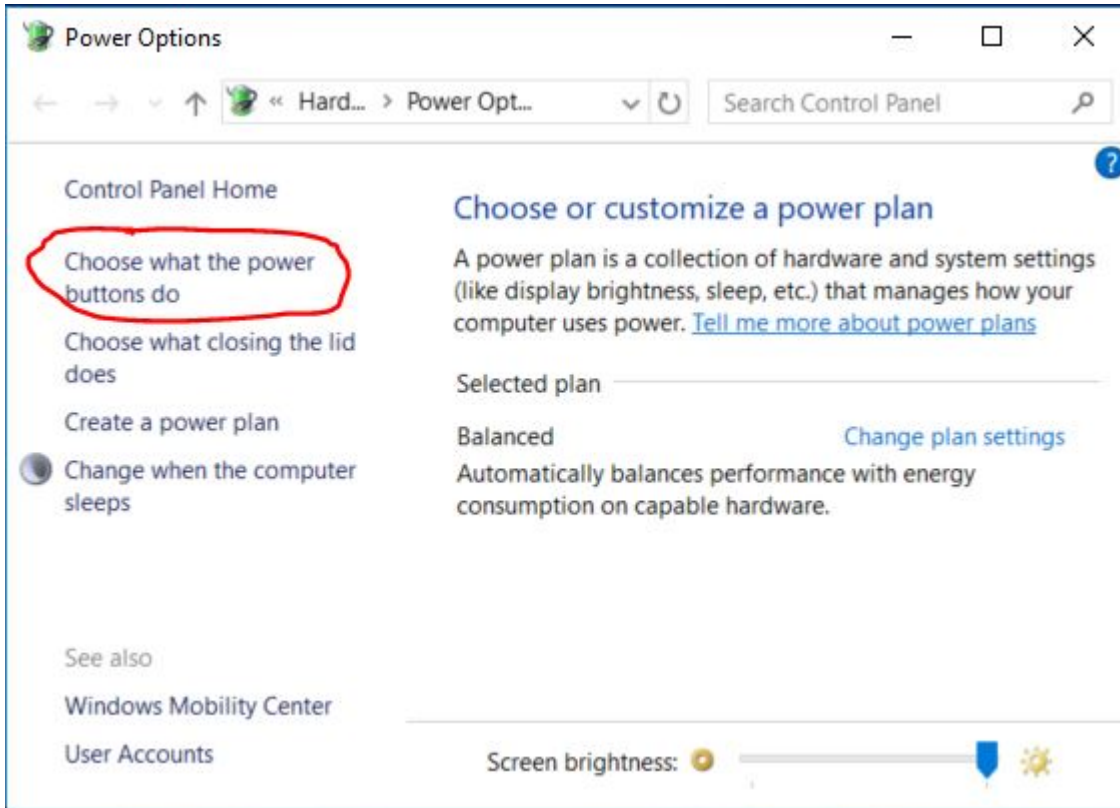 Power Options
« Hard... > Power Opt...
Search Control Panel
?
Control Panel Home
Choose what the power
buttons do
Choose what closing the lid
does
Create a power plan
Change when the computer
sleeps
See also
Windows Mobility Center
User Accounts
Choose or customize a power plan
A power plan is a collection of hardware and system settings
(like display brightness, sleep, etc.) that manages how your
computer uses power. Tell me more about power plans
Selected plan
Balanced Change plan settings
Automatically balances performance with energy
consumption on capable hardware.
Screen brightness: